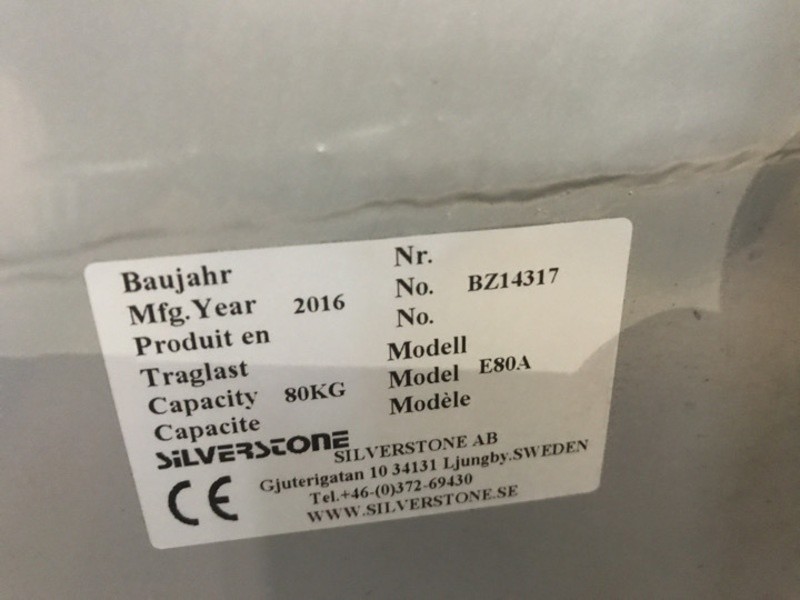 Baujahr
Mfg.Year 2016
Produit en
Nr.
No. BZ14317
No.
Traglast
Capacity 80KG
Capacite
Modell
Model E80A
Modèle
SILVERSTONE
SILVERSTONE AB
Gjuterigatan 10 34131 Ljungby.SWEDEN
Tel.+46-(0)372-69430
WWW.SILVERSTONE.SE
CE